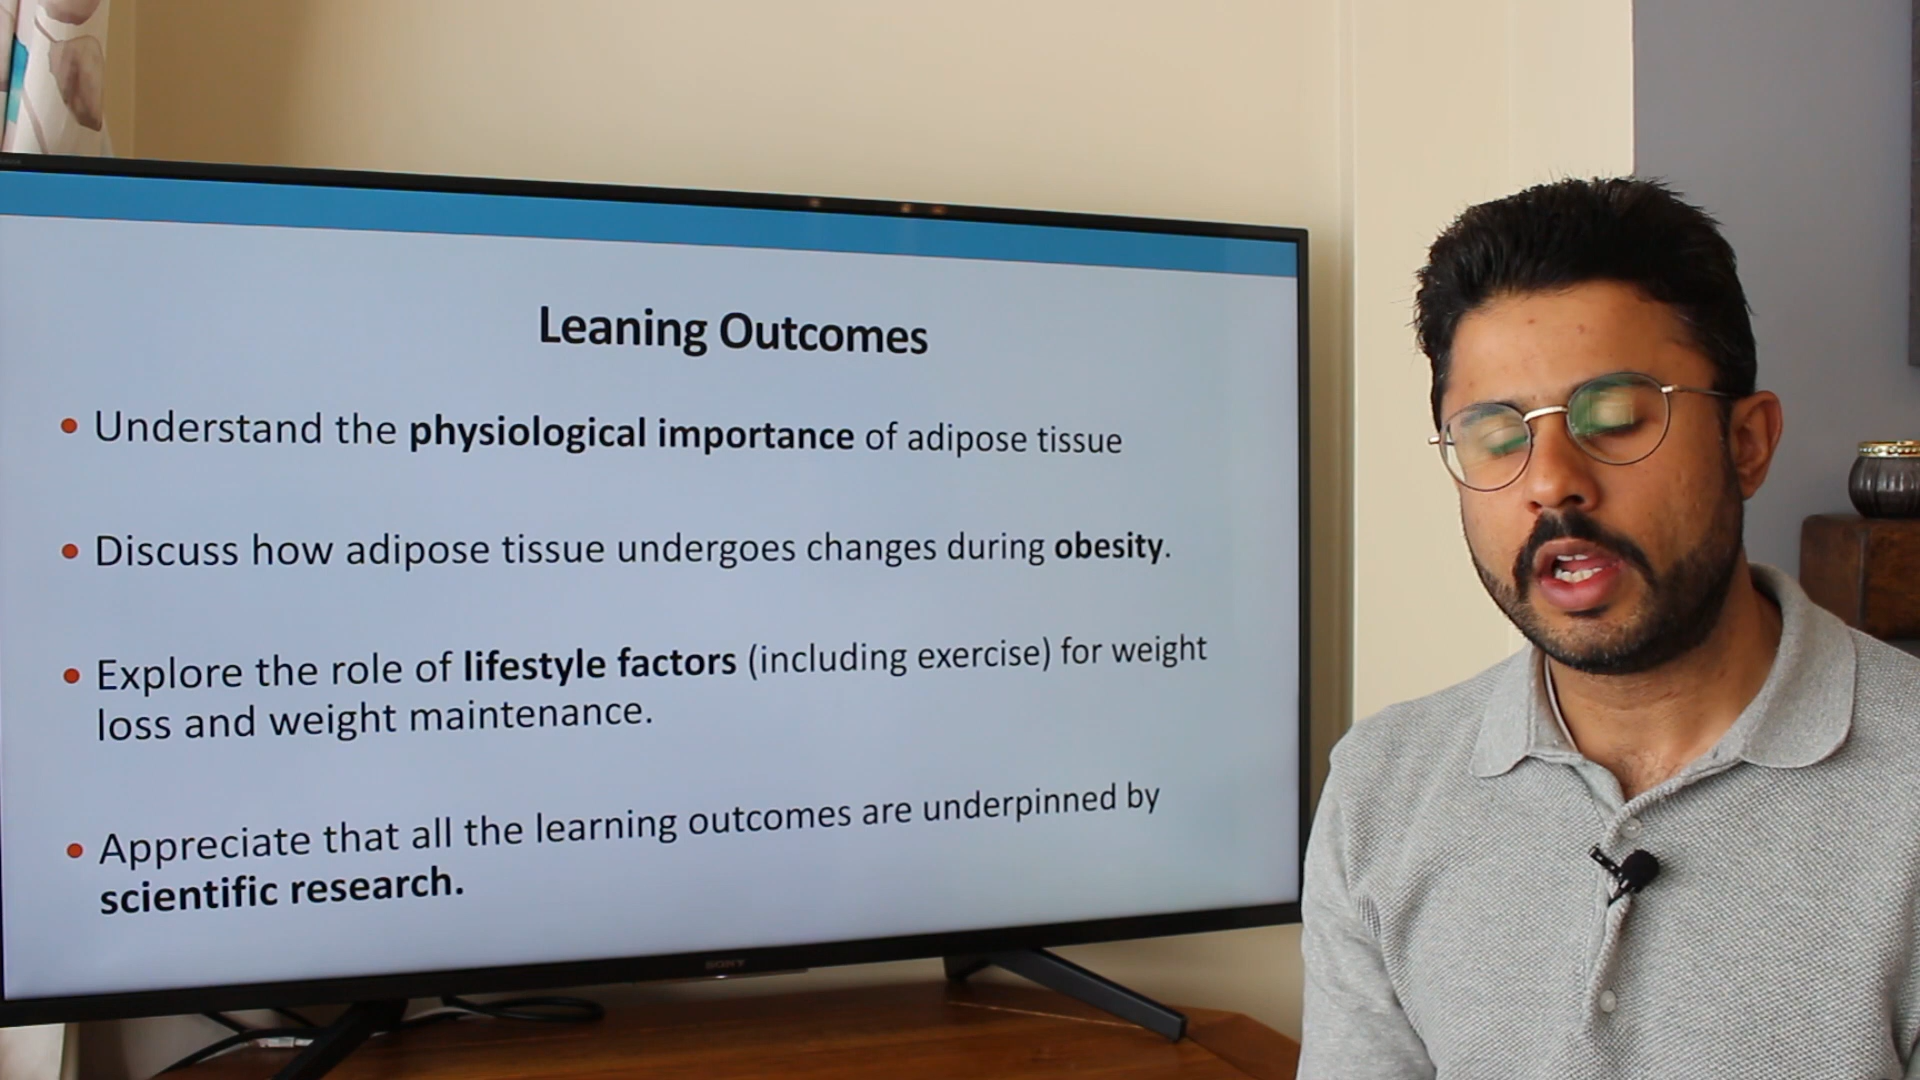 Leaning Outcomes
• Understand the physiological importance of adipose tissue
• Discuss how adipose tissue undergoes changes during obesity.
• Explore the role of lifestyle factors (including exercise) for weight
loss and weight maintenance.
• Appreciate that all the learning outcomes are underpinned by
scientific research.
SONY